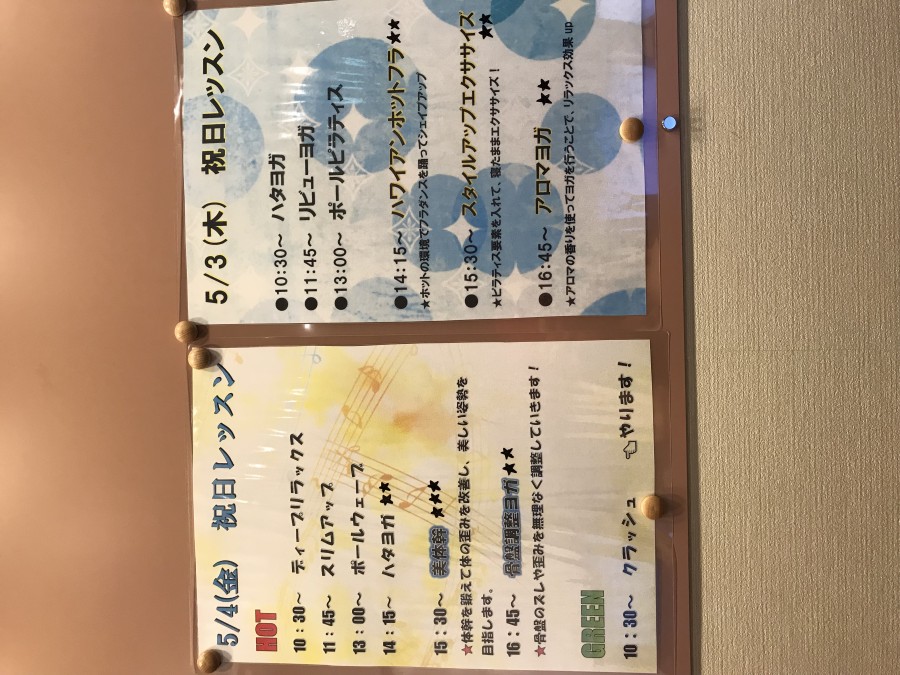 5/4(金) 祝日レッスン
HOT
10:30～ ディープリラックス
11:45～ スリムアップ
13:00～ ポールウェーブ
14:15～ ハタヨガ ★★
15:30～ 美体幹 ★★★
★体幹を鍛えて体の歪みを改善し、美しい姿勢を
目指します。
16:45～ 骨盤調整ヨガ ★★
★骨盤のズレや歪みを無理なく調整していきます!
GREEN
10:30～ クラッシュ ☜やります!
5/3(木) 祝日レッスン
●10:30～ ハタヨガ
●11:45～ リビューヨガ
●13:00～ ポールピラティス
●14:15～ ハワイアンホットフラ★★
★ホットの環境でフラダンスを踊ってシェイプアップ
●15:30～ スタイルアップエクササイズ★★
★ピラティス要素を入れて、寝たままエクササイズ!
●16:45～ アロマヨガ ★★
★アロマの香りを使ってヨガを行うことで、リラックス効果up